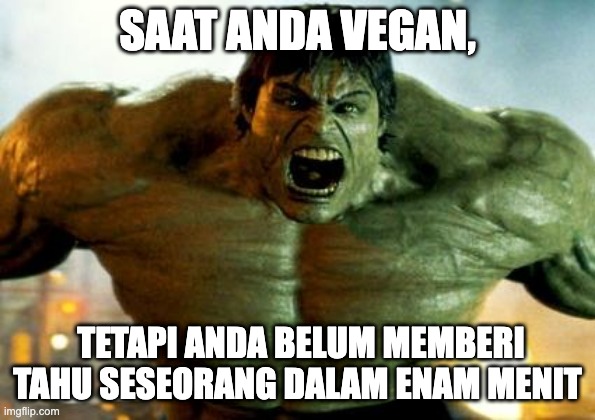 SAAT ANDA VEGAN,
TETAPI ANDA BELUM MEMBERI
TAHU SESEORANG DALAM ENAM MENIT
imgflip.com